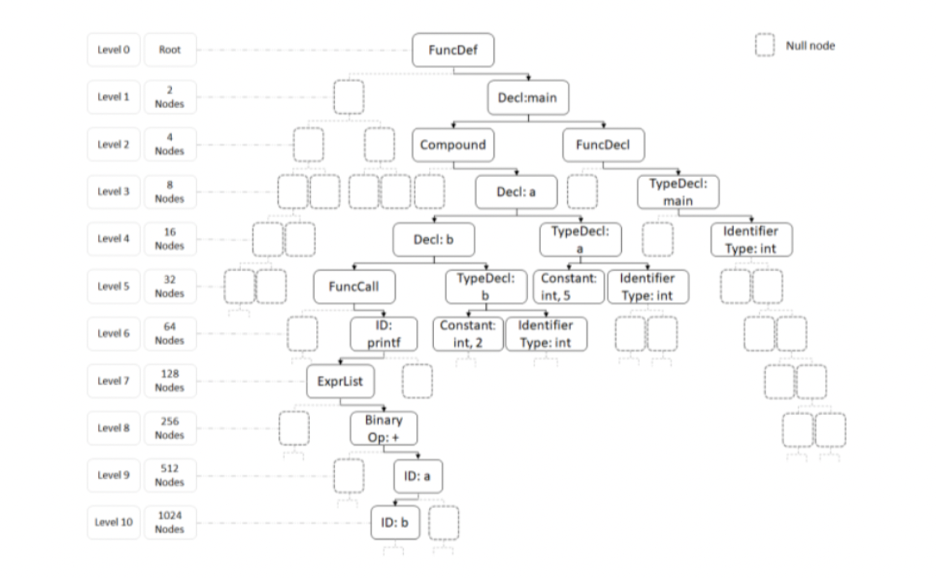 Level 0 Root FuncDef Null node
Level 1 2 Nodes Decl:main
Level 2 4 Nodes Compound FuncDecl
Level 3 8 Nodes Decl: a TypeDecl: main
Level 4 16 Nodes Decl: b TypeDecl: a Identifier Type: int
Level 5 32 Nodes FuncCall TypeDecl: b Constant: int, 5 Identifier Type: int
Level 6 64 Nodes ID: printf Constant: int, 2 Identifier Type: int
Level 7 128 Nodes ExprList
Level 8 256 Nodes Binary Op: +
Level 9 512 Nodes ID: a
Level 10 1024 Nodes ID: b